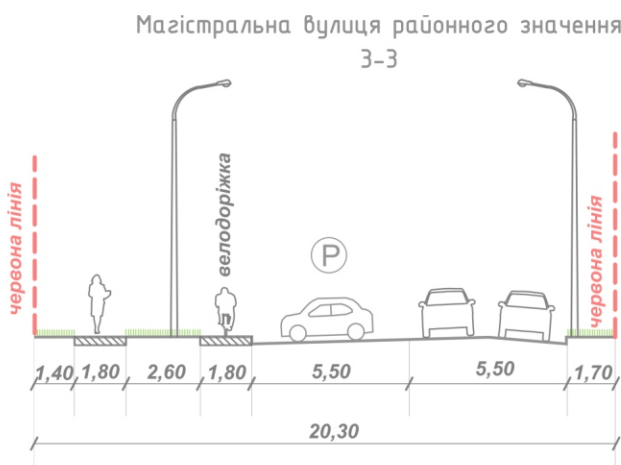 Магістральна вулиця районного значення
3-3
червона лінія
велодоріжка
P
червона лінія
1,40 1,80 2,60 1,80 5,50 5,50 1,70
20,30